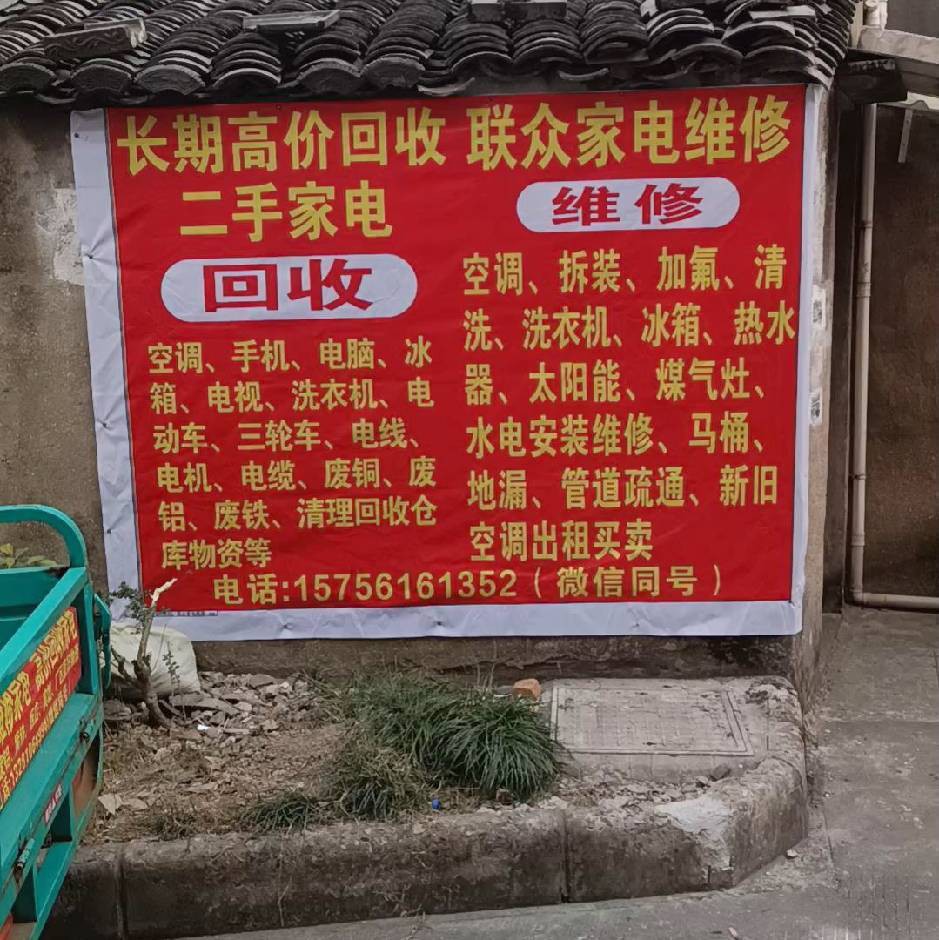 长期高价回收
二手家电
回收
空调、手机、电脑、冰
箱、电视、洗衣机、电
动车、三轮车、电线、
电机、电缆、废铜、废
铝、废铁、清理回收仓
库物资等
联众家电维修
维修
空调、拆装、加氟、清
洗、洗衣机、冰箱、热水
器、太阳能、煤气灶、
水电安装维修、马桶、
地漏、管道疏通、新旧
空调出租买卖
电话:15756161352（微信同号）